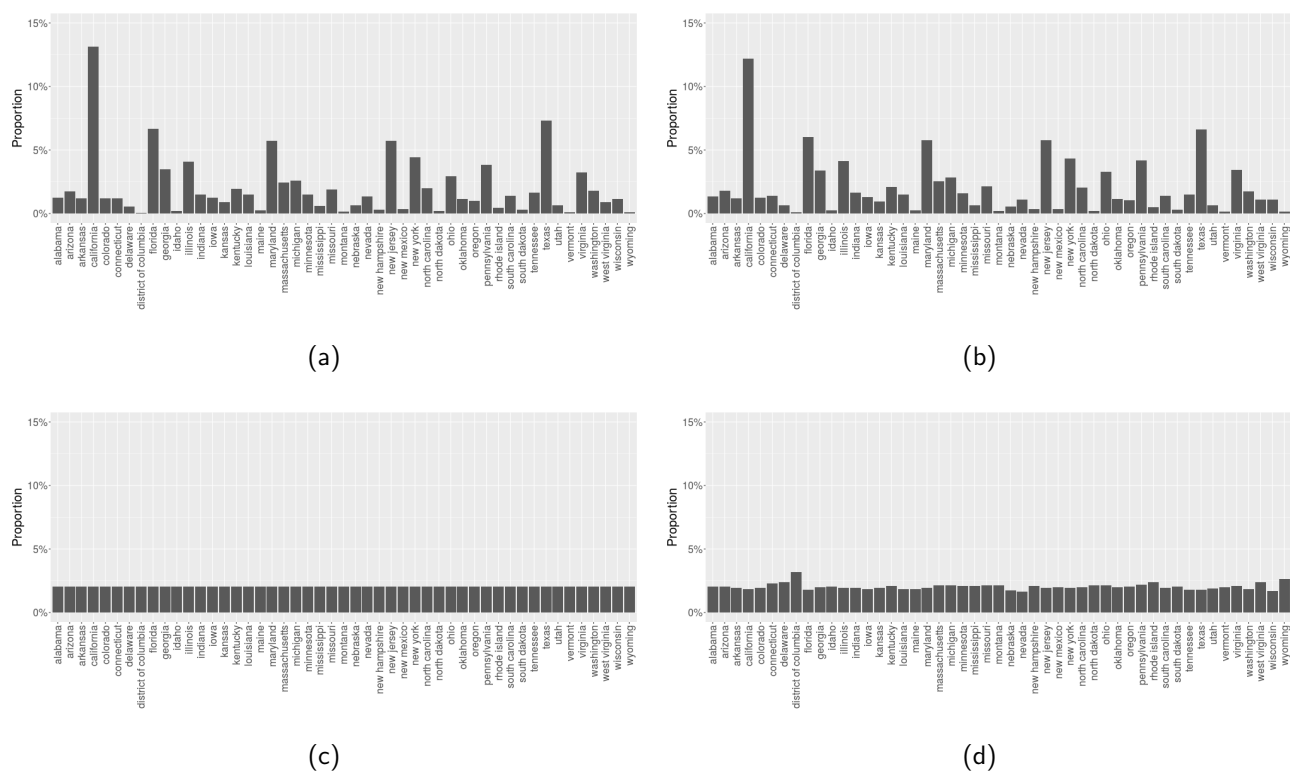 15%
10%
5%
0%
Proportion
alabama
arizona
arkansas
california
colorado
connecticut
delaware
district of columbia
florida
georgia
idaho
illinois
indiana
iowa
kansas
kentucky
louisiana
maine
maryland
massachusetts
michigan
minnesota
mississippi
missouri
montana
nebraska
nevada
new hampshire
new jersey
new mexico
new york
north carolina
north dakota
ohio
oklahoma
oregon
pennsylvania
rhode island
south carolina
south dakota
tennessee
texas
utah
vermont
virginia
washington
west virginia
wisconsin
wyoming
(a)
15%
10%
5%
0%
Proportion
alabama
arizona
arkansas
california
colorado
connecticut
delaware
district of columbia
florida
georgia
idaho
illinois
indiana
iowa
kansas
kentucky
louisiana
maine
maryland
massachusetts
michigan
minnesota
mississippi
missouri
montana
nebraska
nevada
new hampshire
new jersey
new mexico
new york
north carolina
north dakota
ohio
oklahoma
oregon
pennsylvania
rhode island
south carolina
south dakota
tennessee
texas
utah
vermont
virginia
washington
west virginia
wisconsin
wyoming
(b)
15%
10%
5%
0%
Proportion
alabama
arizona
arkansas
california
colorado
connecticut
delaware
district of columbia
florida
georgia
idaho
illinois
indiana
iowa
kansas
kentucky
louisiana
maine
maryland
massachusetts
michigan
minnesota
mississippi
missouri
montana
nebraska
nevada
new hampshire
new jersey
new mexico
new york
north carolina
north dakota
ohio
oklahoma
oregon
pennsylvania
rhode island
south carolina
south dakota
tennessee
texas
utah
vermont
virginia
washington
west virginia
wisconsin
wyoming
(c)
15%
10%
5%
0%
Proportion
alabama
arizona
arkansas
california
colorado
connecticut
delaware
district of columbia
florida
georgia
idaho
illinois
indiana
iowa
kansas
kentucky
louisiana
maine
maryland
massachusetts
michigan
minnesota
mississippi
missouri
montana
nebraska
nevada
new hampshire
new jersey
new mexico
new york
north carolina
north dakota
ohio
oklahoma
oregon
pennsylvania
rhode island
south carolina
south dakota
tennessee
texas
utah
vermont
virginia
washington
west virginia
wisconsin
wyoming
(d)